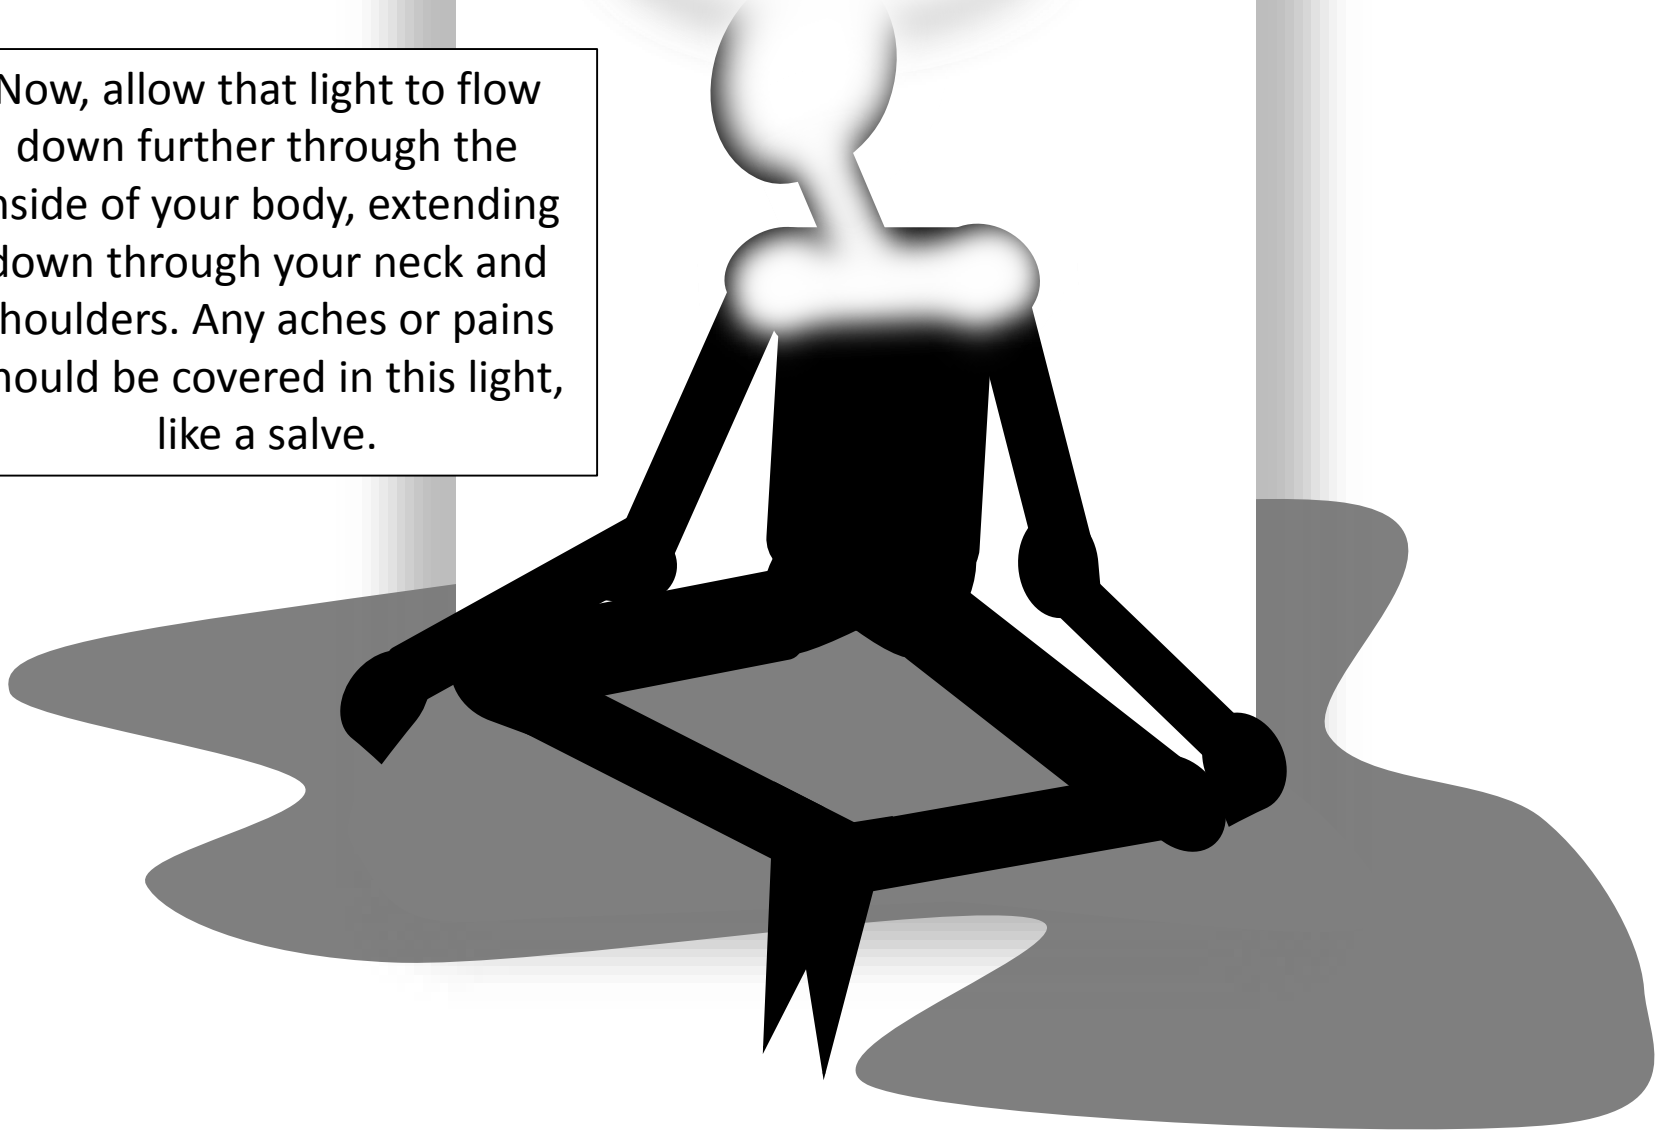 Now, allow that light to flow
down further through the
nside of your body, extending
down through your neck and
houlders. Any aches or pains
hould be covered in this light,
like a salve.